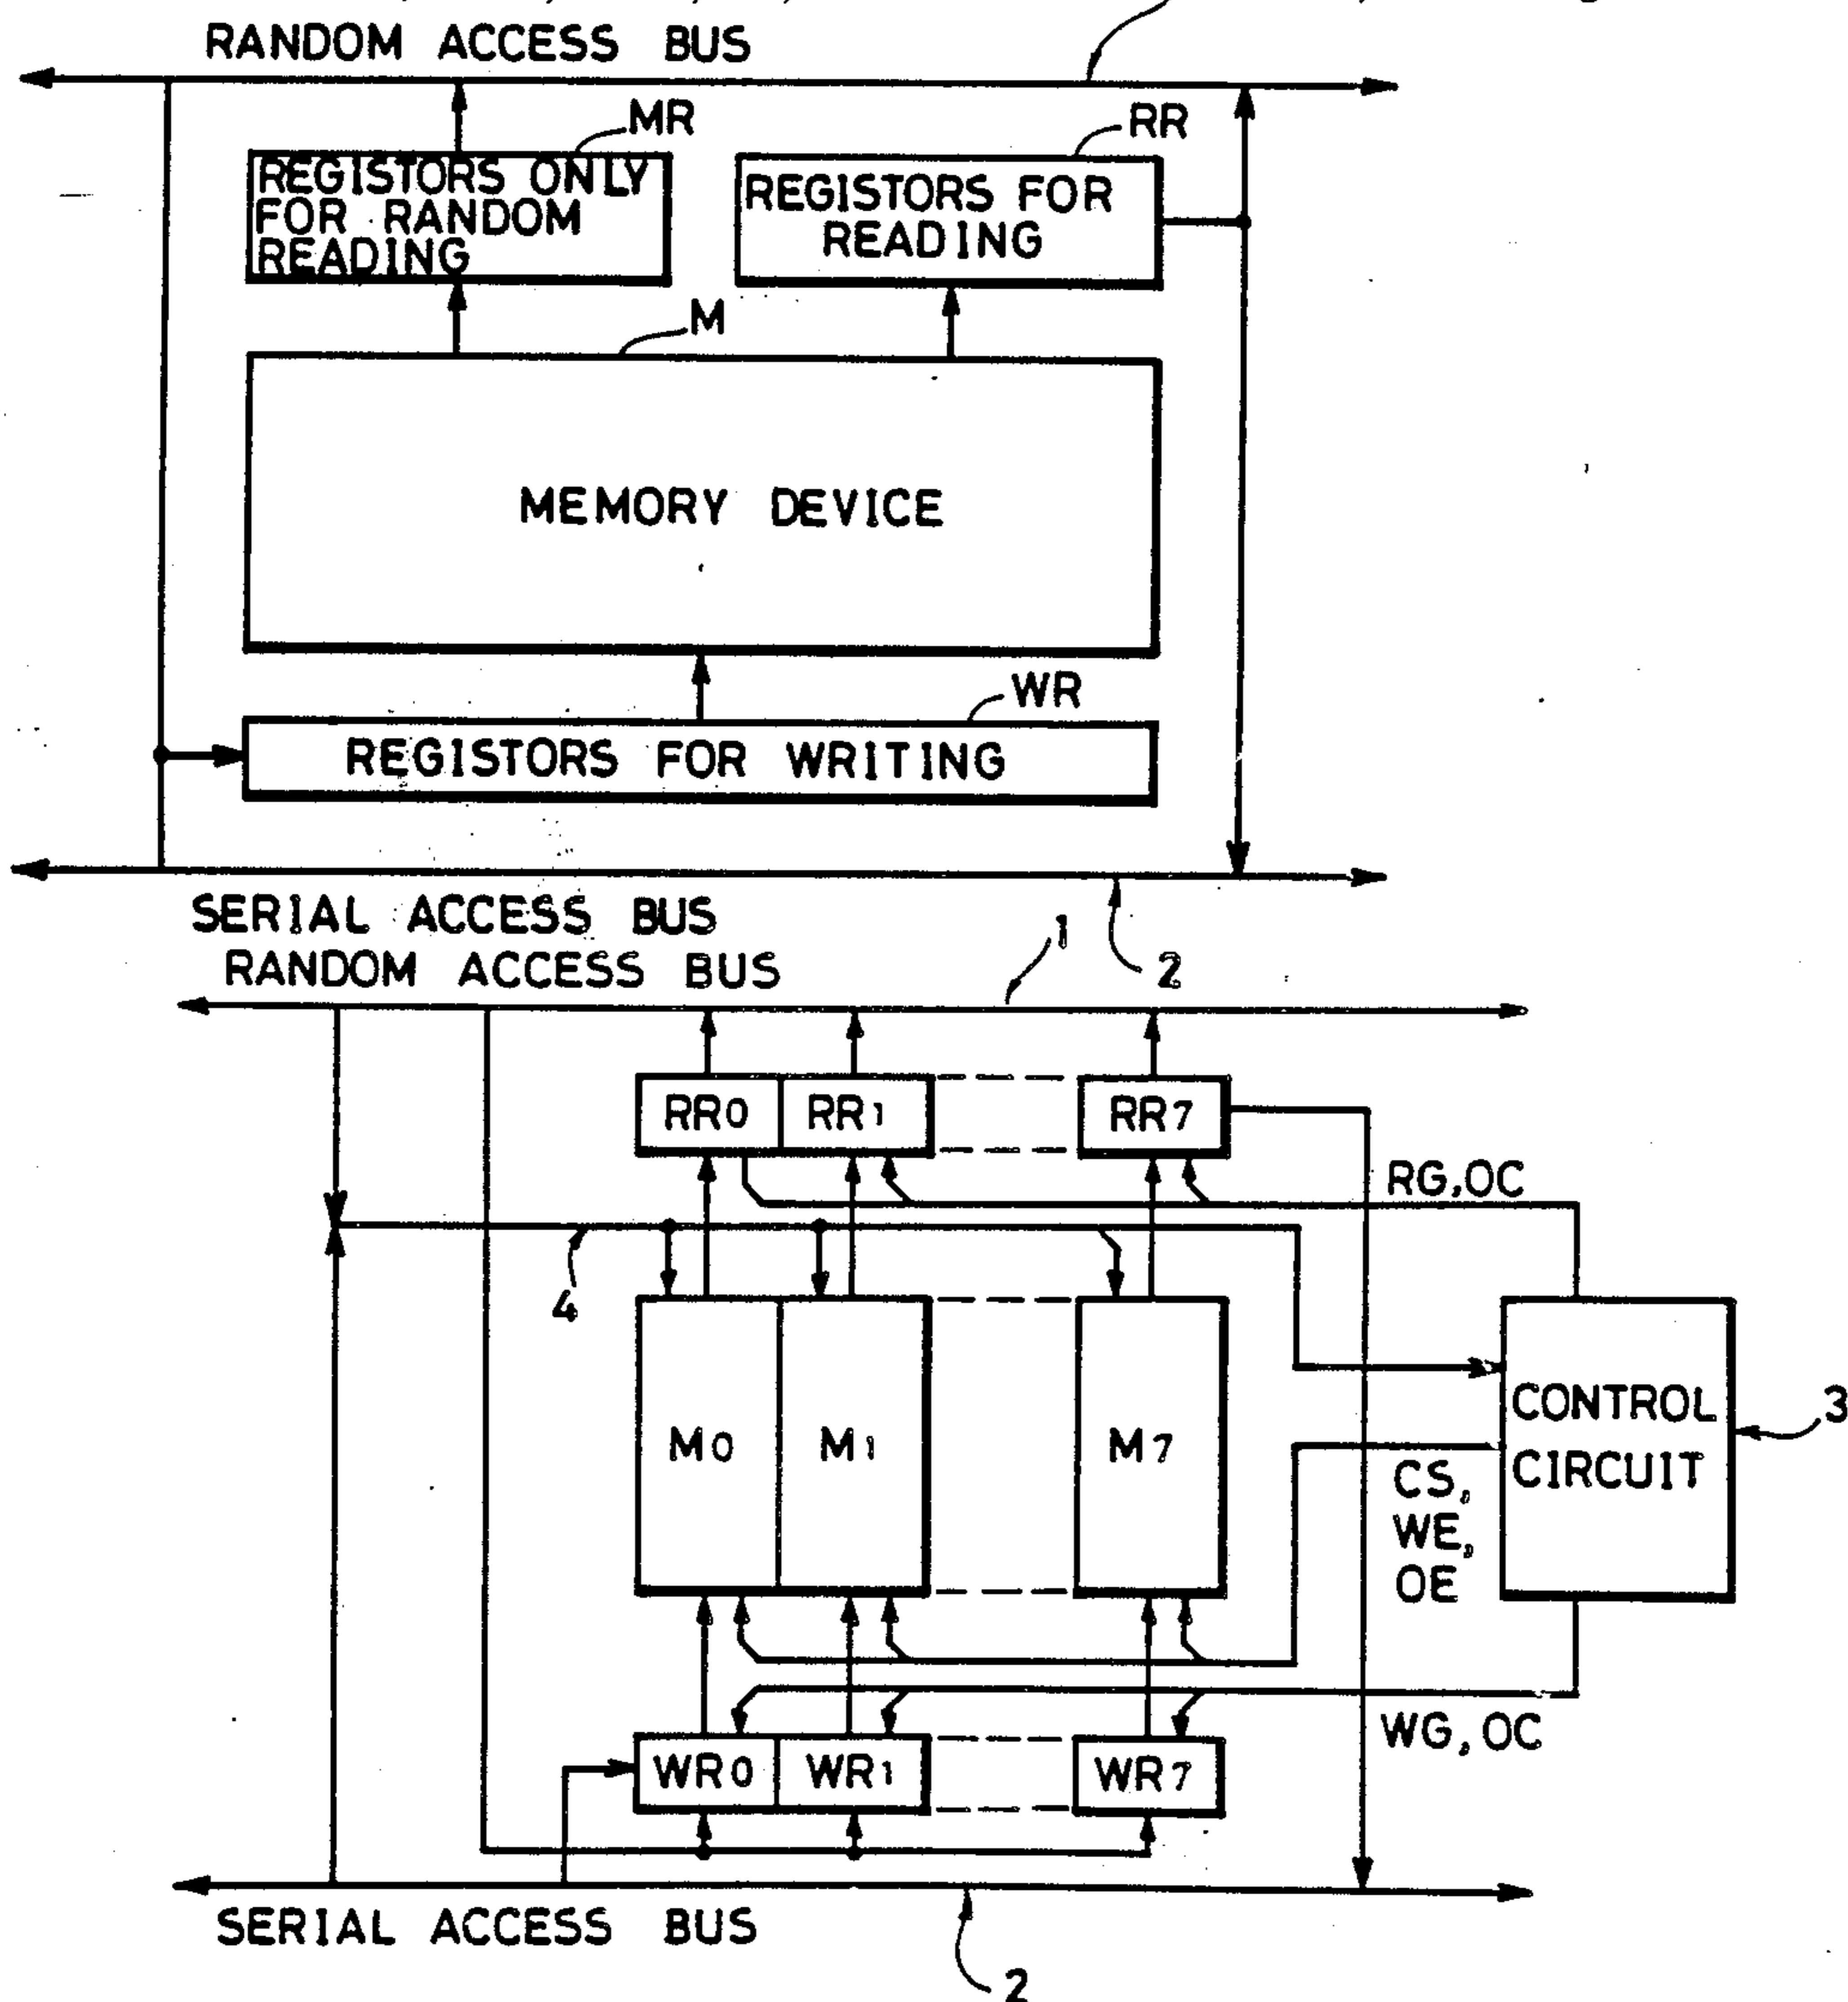 RANDOM ACCESS BUS
MR
RR
REGISTORS ONLY
FOR RANDOM
READING
REGISTORS FOR
READING
M
MEMORY DEVICE
WR
REGISTORS FOR WRITING
SERIAL ACCESS BUS
2
1
RANDOM ACCESS BUS
RR0
RR1
RR7
RG,OC
4
M0
M1
M7
CONTROL
CIRCUIT
3
CS,
WE,
OE
WR0
WR1
WR7
WG,OC
SERIAL ACCESS BUS
2